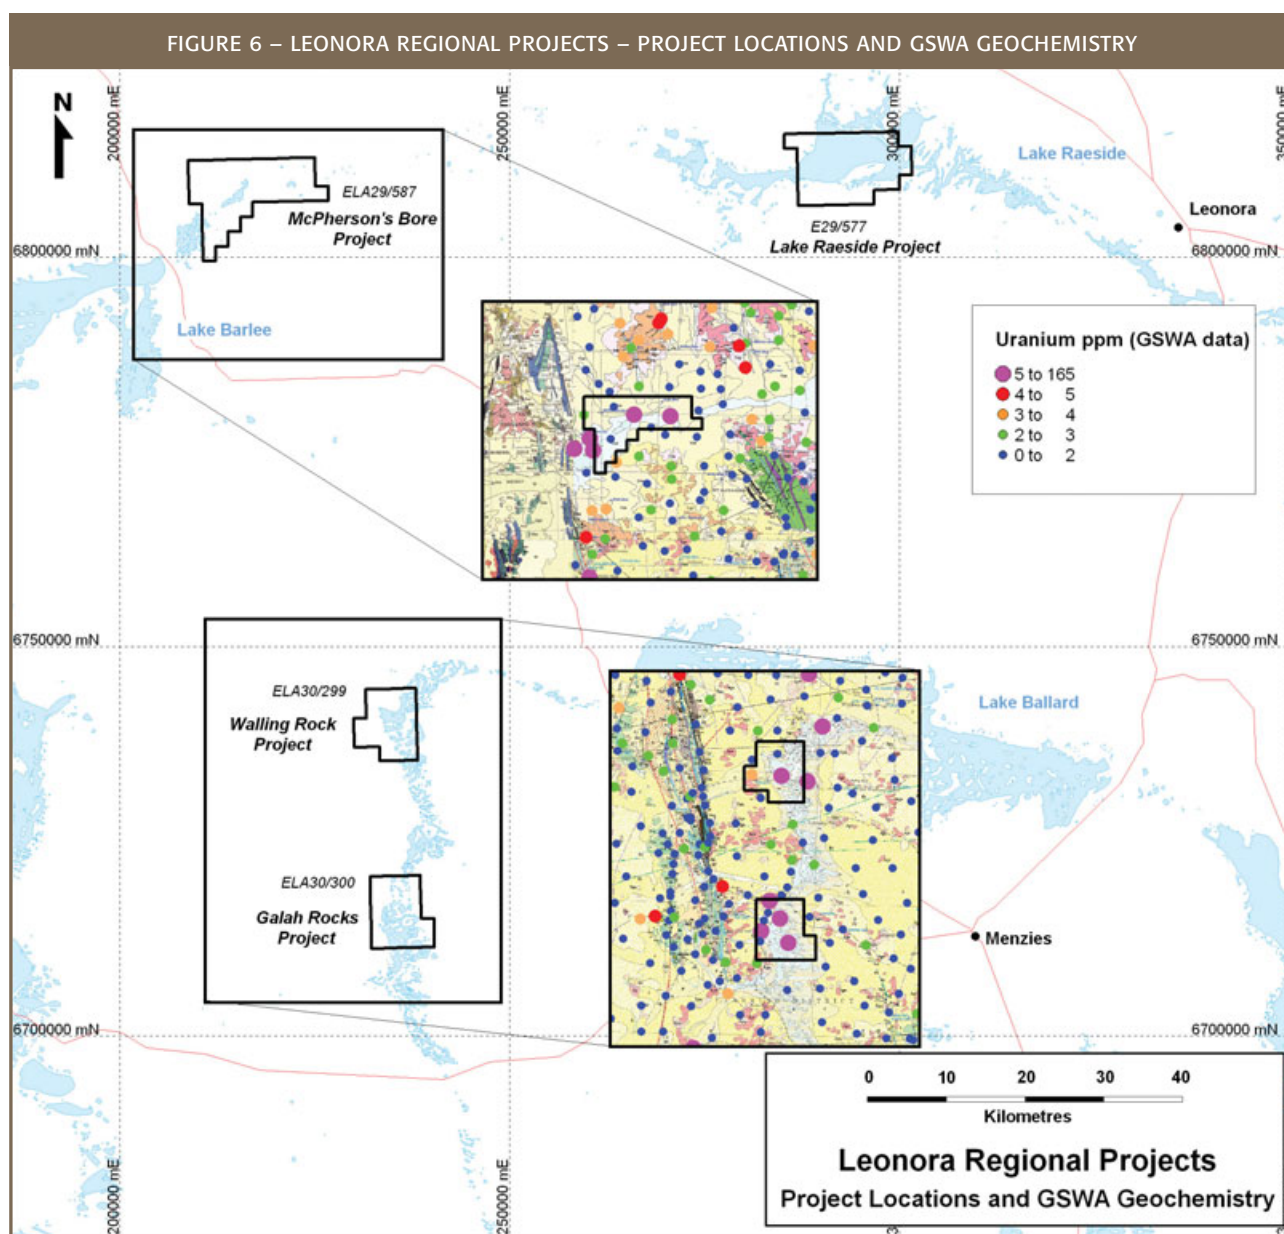 FIGURE 6 – LEONORA REGIONAL PROJECTS – PROJECT LOCATIONS AND GSWA GEOCHEMISTRY
N
200000 mE
250000 mE
300000 mE
ELA29/587
McPherson's Bore
Project
Lake Raeside
Leonora
E29/577
Lake Raeside Project
6800000 mN
6800000 mN
Lake Barlee
Uranium ppm (GSWA data)
5 to 165
4 to 5
3 to 4
2 to 3
0 to 2
6750000 mN
6750000 mN
ELA30/299
Walling Rock
Project
Lake Ballard
ELA30/300
Galah Rocks
Project
Menzies
6700000 mN
6700000 mN
0 10 20 30 40
Kilometres
Leonora Regional Projects
Project Locations and GSWA Geochemistry
200000 mE
250000 mE